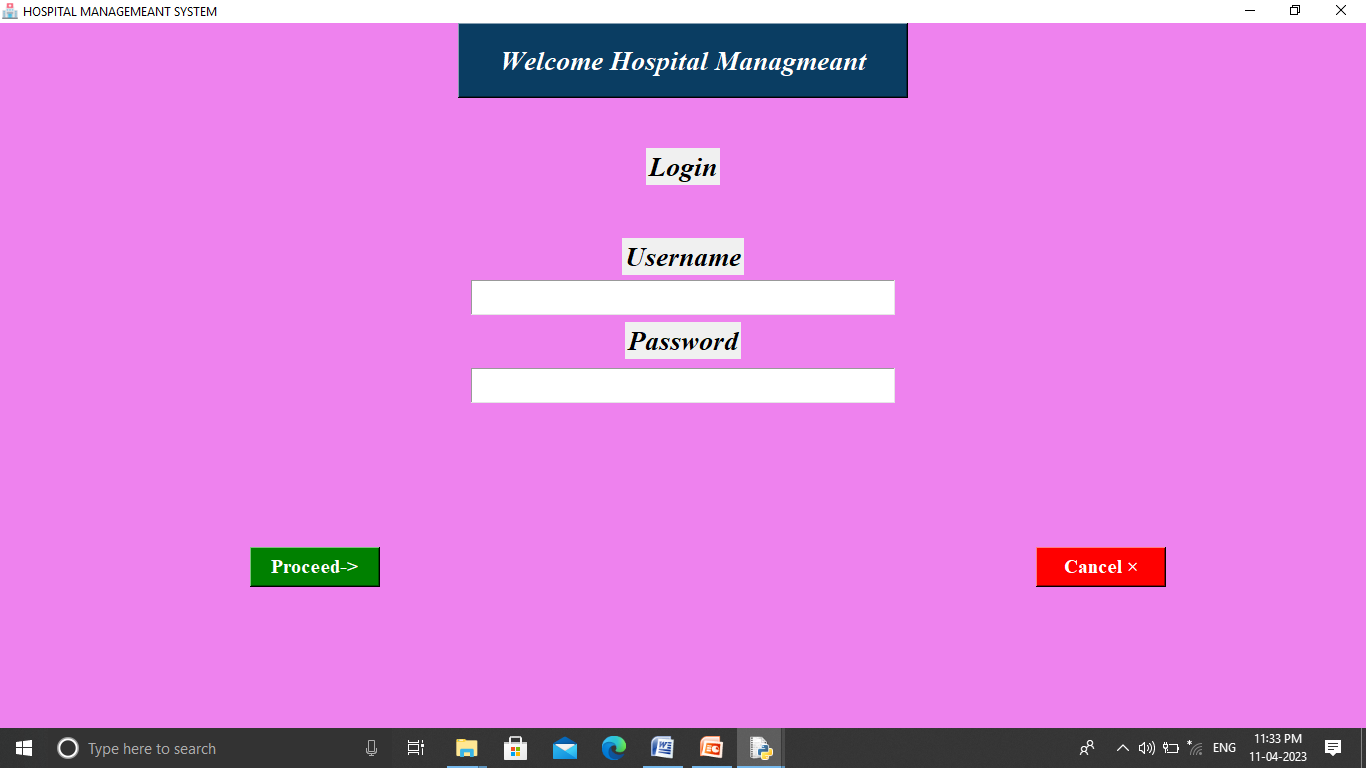 HOSPITAL MANAGEMEANT SYSTEM
Welcome Hospital Managmeant
Login
Username
Password
Proceed->
Cancel ×
Type here to search
ENG
11:33 PM
11-04-2023